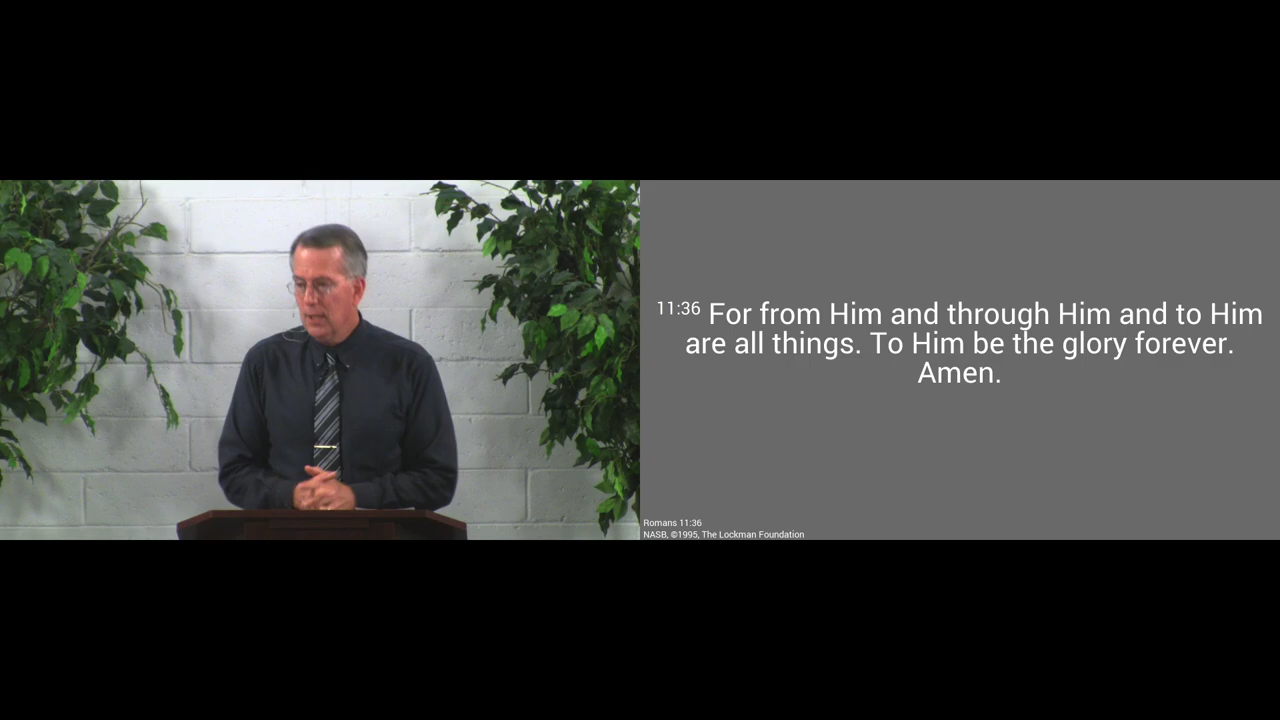 11:36 For from Him and through Him and to Him
are all things. To Him be the glory forever.
Amen.
Romans 11:36
NASB, ©1995, The Lockman Foundation